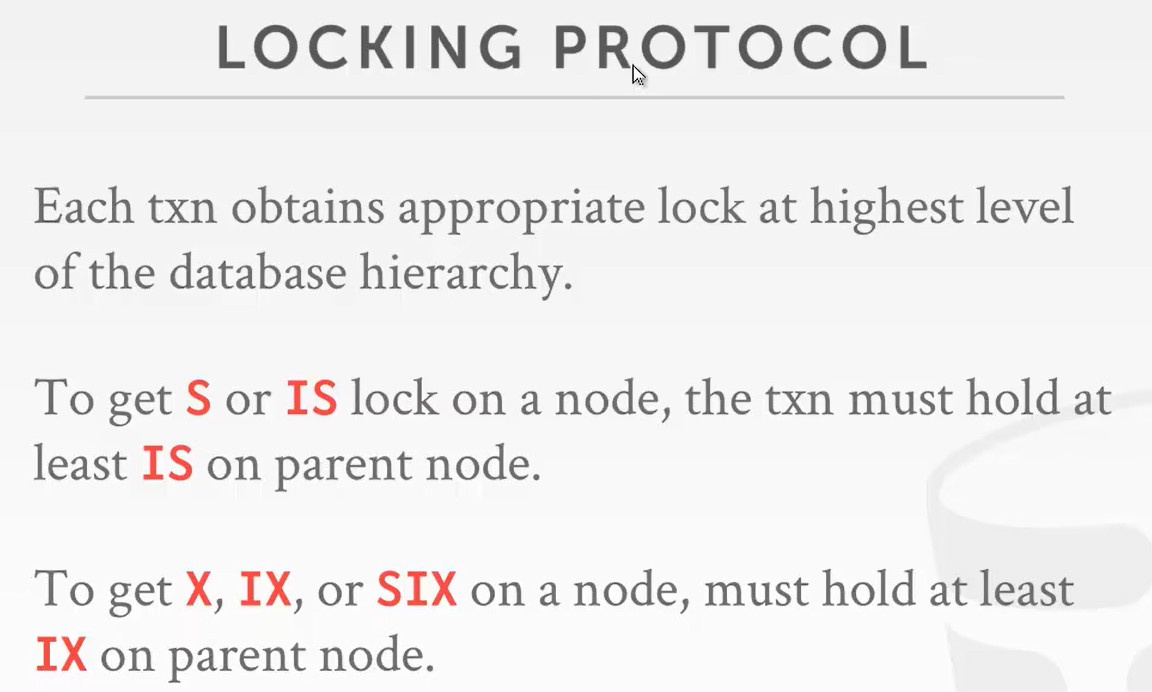 LOCKING PROTOCOL
Each txn obtains appropriate lock at highest level
of the database hierarchy.
To get S or IS lock on a node, the txn must hold at
least IS on parent node.
To get X, IX, or SIX on a node, must hold at least
IX on parent node.